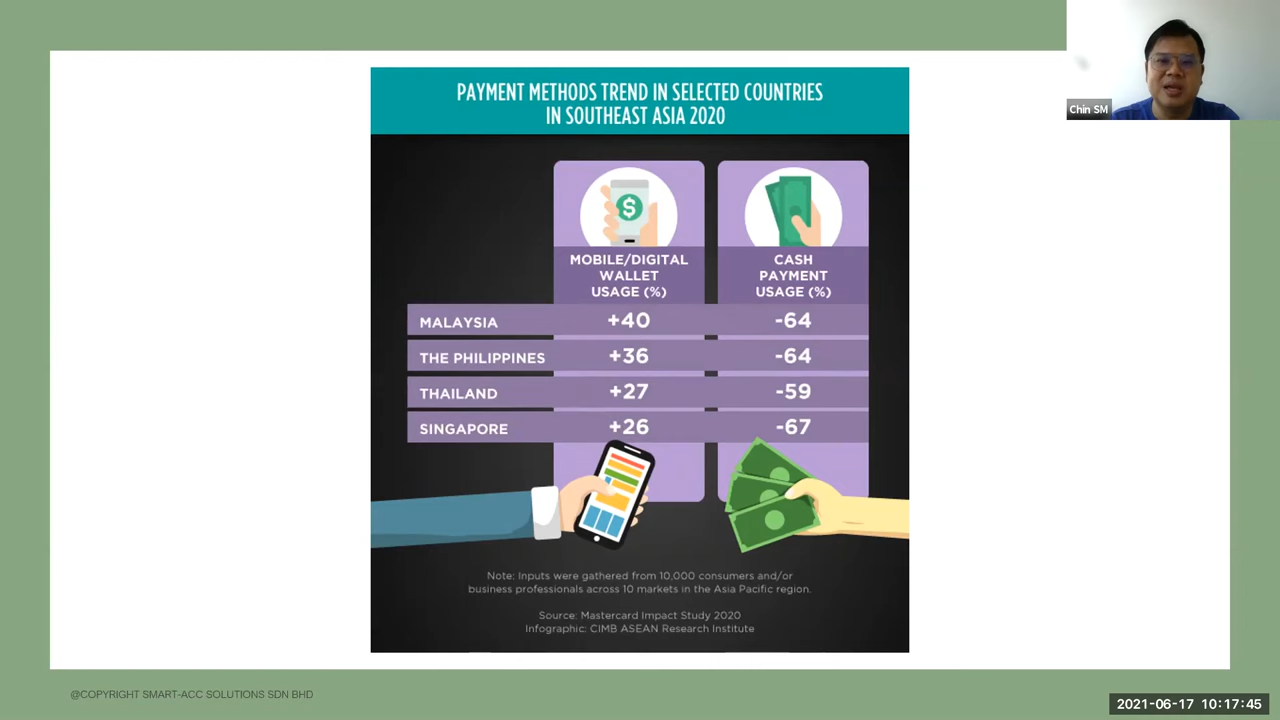 PAYMENT METHODS TREND IN SELECTED COUNTRIES
IN SOUTHEAST ASIA 2020
Chin SM
$
MOBILE/DIGITAL
WALLET
USAGE (%)
CASH
PAYMENT
USAGE (%)
MALAYSIA +40 -64
THE PHILIPPINES +36 -64
THAILAND +27 -59
SINGAPORE +26 -67
Note: Inputs were gathered from 10,000 consumers and/or
business professionals across 10 markets in the Asia Pacific region.
Source: Mastercard Impact Study 2020
Infographic: CIMB ASEAN Research Institute
@COPYRIGHT SMART-ACC SOLUTIONS SDN BHD
2021-06-17 10:17:45